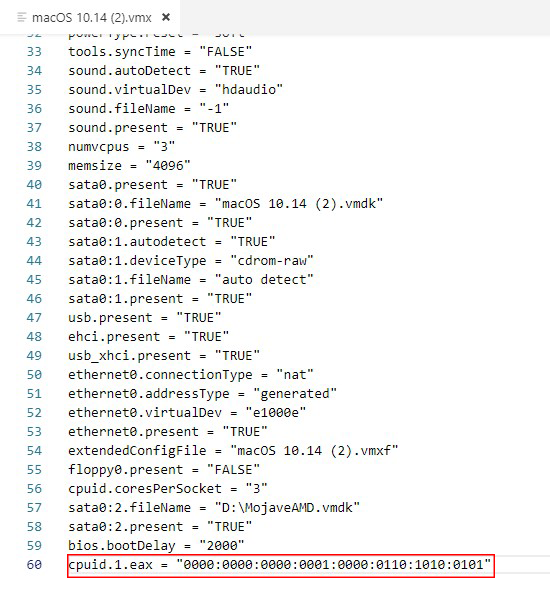 macOS 10.14 (2).vmx ×
32 powerType.reset = "soft"
33 tools.syncTime = "FALSE"
34 sound.autoDetect = "TRUE"
35 sound.virtualDev = "hdaudio"
36 sound.fileName = "-1"
37 sound.present = "TRUE"
38 numvcpus = "3"
39 memsize = "4096"
40 sata0.present = "TRUE"
41 sata0:0.fileName = "macOS 10.14 (2).vmdk"
42 sata0:0.present = "TRUE"
43 sata0:1.autodetect = "TRUE"
44 sata0:1.deviceType = "cdrom-raw"
45 sata0:1.fileName = "auto detect"
46 sata0:1.present = "TRUE"
47 usb.present = "TRUE"
48 ehci.present = "TRUE"
49 usb_xhci.present = "TRUE"
50 ethernet0.connectionType = "nat"
51 ethernet0.addressType = "generated"
52 ethernet0.virtualDev = "e1000e"
53 ethernet0.present = "TRUE"
54 extendedConfigFile = "macOS 10.14 (2).vmxf"
55 floppy0.present = "FALSE"
56 cpuid.coresPerSocket = "3"
57 sata0:2.fileName = "D:\MojaveAMD.vmdk"
58 sata0:2.present = "TRUE"
59 bios.bootDelay = "2000"
60 cpuid.1.eax = "0000:0000:0000:0001:0000:0110:1010:0101"